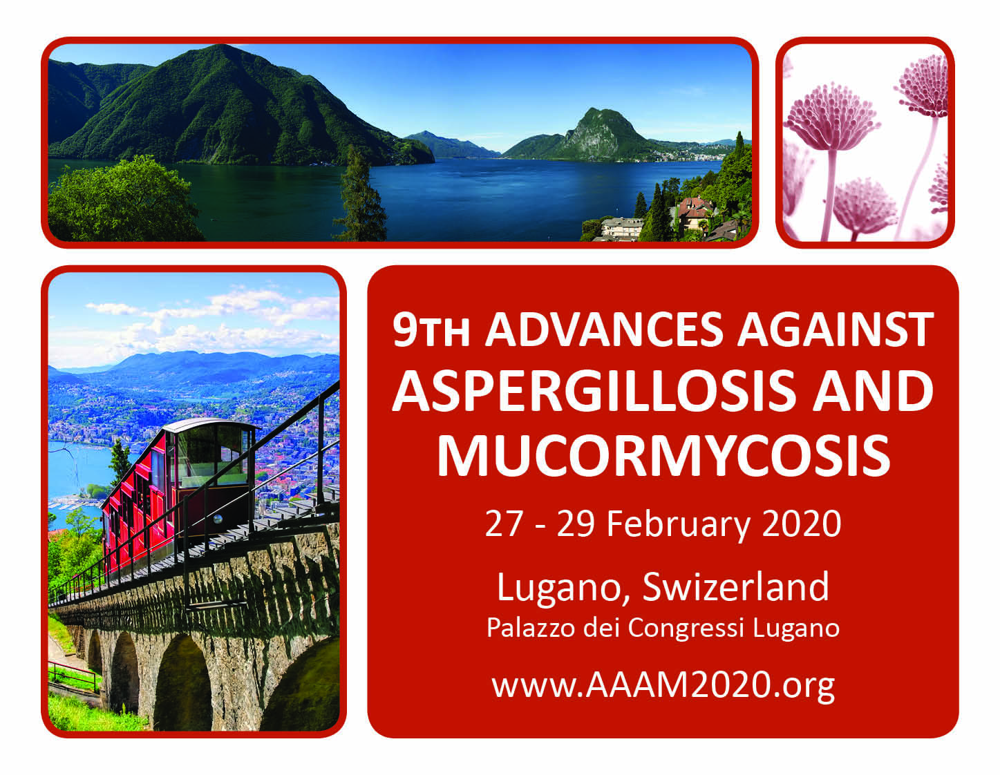 9TH ADVANCES AGAINST
ASPERGILLOSIS AND
MUCORMYCOSIS
27 - 29 February 2020
Lugano, Swizerland
Palazzo dei Congressi Lugano
www.AAAM2020.org